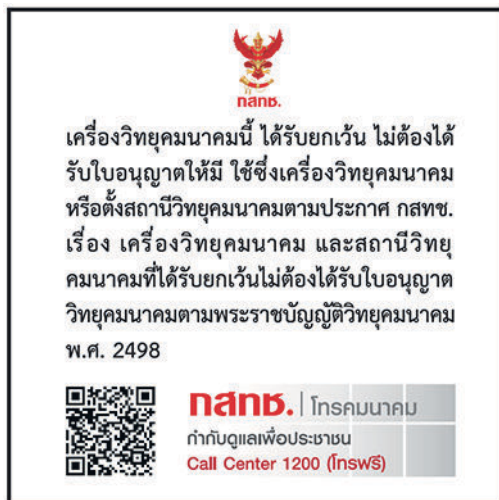 กสทช.
เครื่องวิทยุคมนาคมนี้ ได้รับยกเว้น ไม่ต้องได้
รับใบอนุญาตให้มี ใช้ซึ่งเครื่องวิทยุคมนาคม
หรือตั้งสถานีวิทยุคมนาคมตามประกาศ กสทช.
เรื่อง เครื่องวิทยุคมนาคม และสถานีวิทยุ
คมนาคมที่ได้รับยกเว้นไม่ต้องได้รับใบอนุญาต
วิทยุคมนาคมตามพระราชบัญญัติวิทยุคมนาคม
พ.ศ. 2498
กสทช. | โทรคมนาคม
กำกับดูแลเพื่อประชาชน
Call Center 1200 (โทรฟรี)